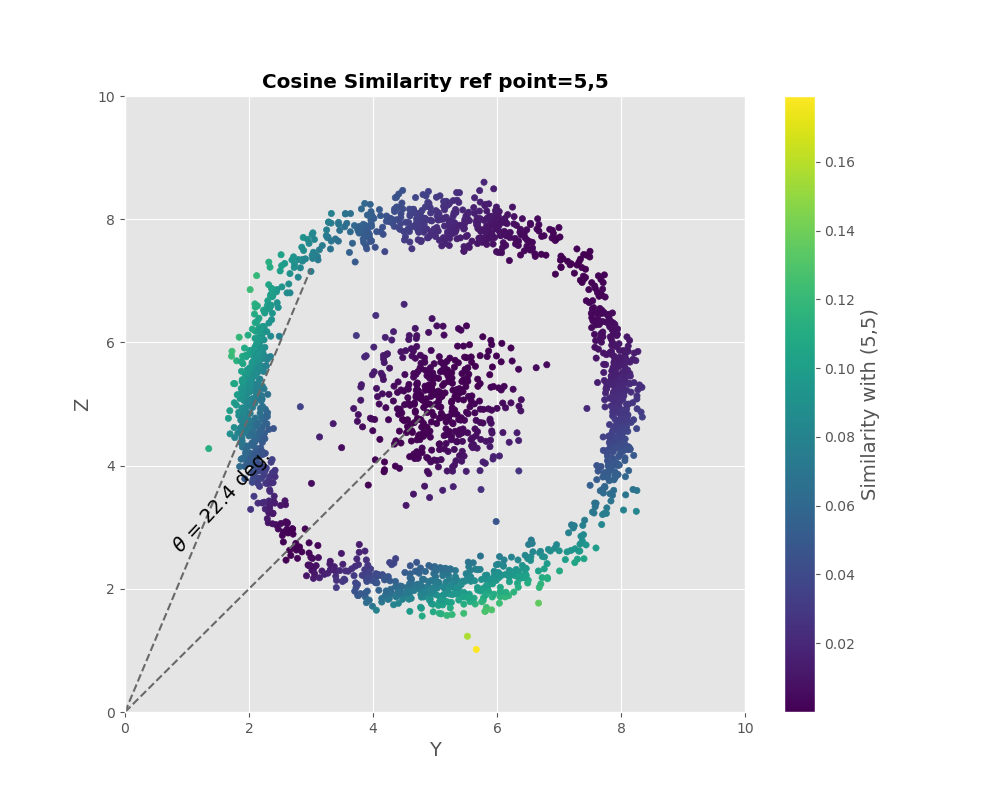 Cosine Similarity ref point=5,5
10
8
6
4
2
0
Z
0 2 4 6 8 10
Y
θ = 22.4 deg.
0.16
0.14
0.12
0.10
0.08
0.06
0.04
0.02
Similarity with (5,5)